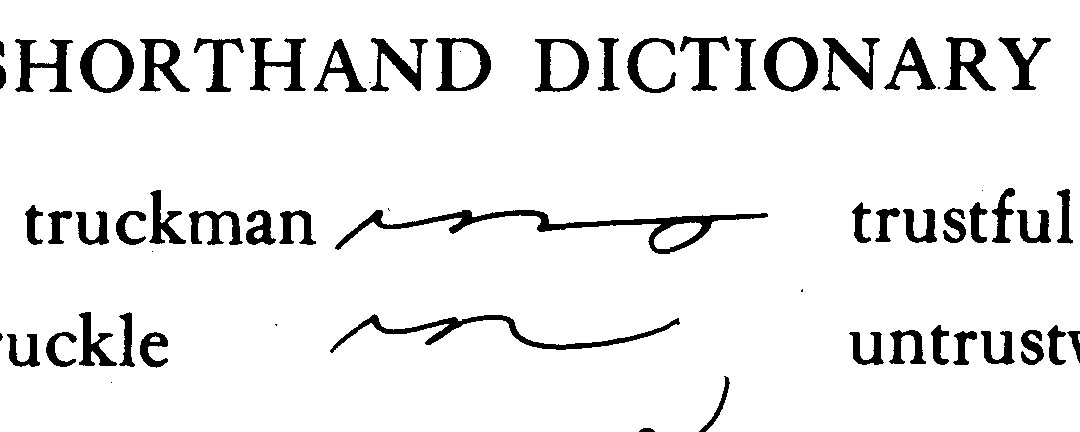 SHORTHAND DICTIONARY
truckman
trustful
uckle
untrust